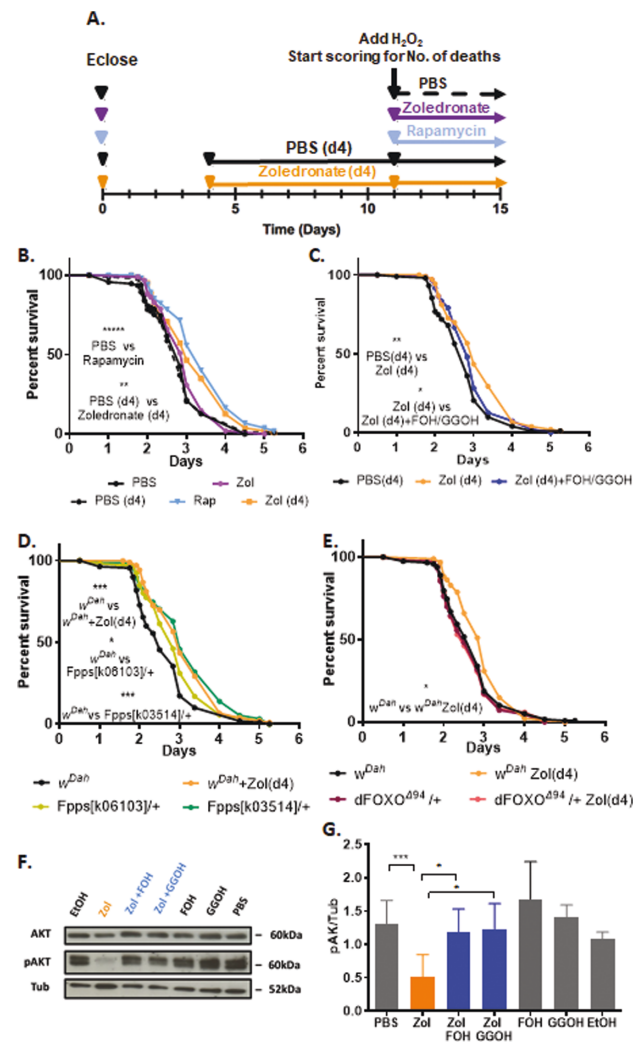 A.
Add H₂O₂
Start scoring for No. of deaths
Eclose
PBS
Zoledronate
Rapamycin
PBS (d4)
Zoledronate (d4)
0 5 10 15
Time (Days)
B.
Percent survival
100
50
0
*****
PBS vs
Rapamycin
**
PBS (d4) vs
Zoledronate (d4)
0 1 2 3 4 5 6
Days
PBS Zol
PBS (d4) Rap Zol (d4)
C.
Percent survival
100
50
0
**
PBS(d4) vs
Zol (d4)
*
Zol (d4) vs
Zol (d4)+FOH/GGOH
0 1 2 3 4 5 6
Days
PBS(d4) Zol (d4) Zol (d4)+FOH/GGOH
D.
Percent survival
100
50
0
***
wDah vs
wDah+Zol(d4)
*
wDah vs
Fpps[k06103]/+
***
wDah vs Fpps[k03514]/+
0 1 2 3 4 5 6
Days
wDah wDah+Zol(d4)
Fpps[k06103]/+ Fpps[k03514]/+
E.
Percent survival
100
50
0
*
wDah vs wDahZol(d4)
0 1 2 3 4 5 6
Days
wDah wDah Zol(d4)
dFOXOΔ94/+ dFOXOΔ94/+ Zol(d4)
F.
EtOH Zol Zol +FOH Zol +GGOH FOH GGOH PBS
AKT – 60kDa
pAKT – 60kDa
Tub – 52kDa
G.
pAK/Tub
2.5
2.0
1.5
1.0
0.5
0.0
***
*
*
PBS Zol Zol FOH Zol GGOH FOH GGOH EtOH